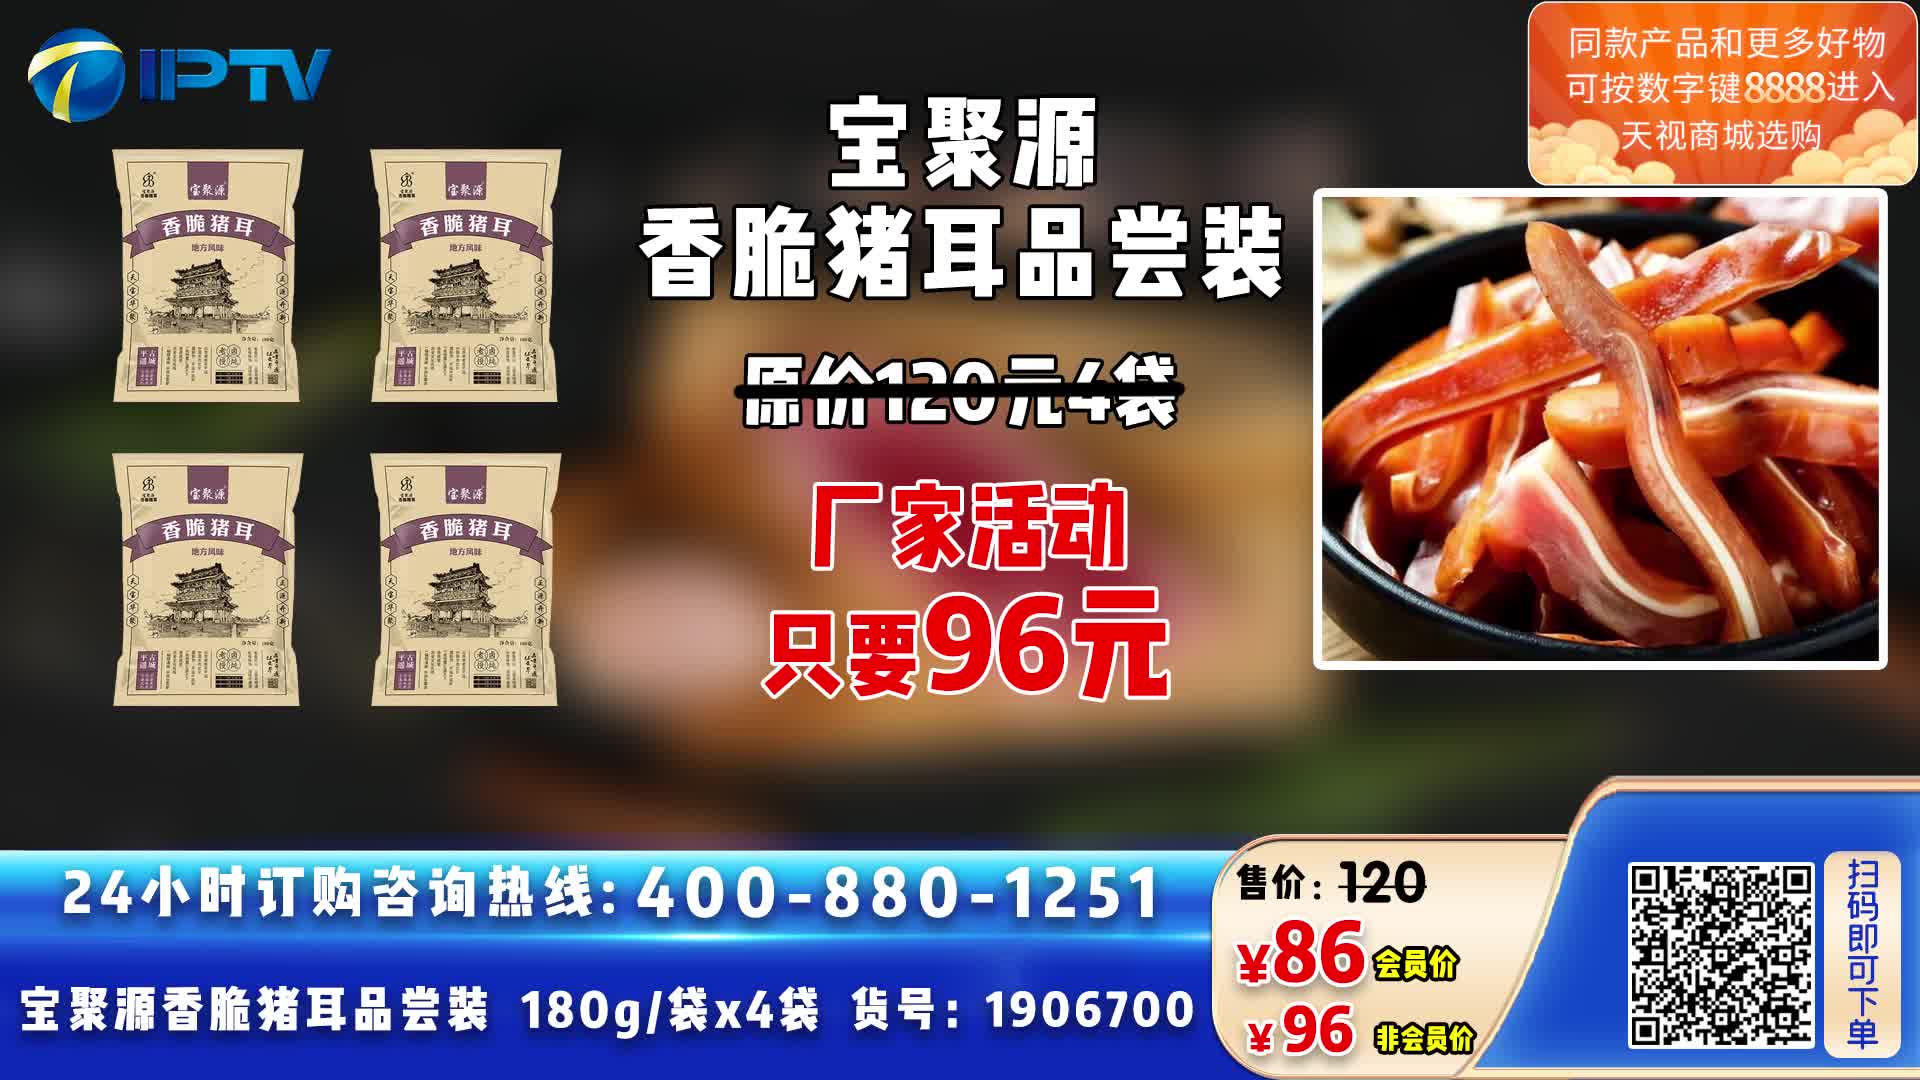 IPTV
同款产品和更多好物
可按数字键8888进入
天视商城选购
宝聚源
香脆猪耳品尝装
原价120元4袋
厂家活动
只要96元
宝聚源
香脆猪耳
地方风味
宝聚源
香脆猪耳
地方风味
宝聚源
香脆猪耳
地方风味
宝聚源
香脆猪耳
地方风味
24小时订购咨询热线:400-880-1251
宝聚源香脆猪耳品尝装 180g/袋x4袋 货号：1906700
售价：120
¥86会员价
¥96 非会员价
扫码即可下单